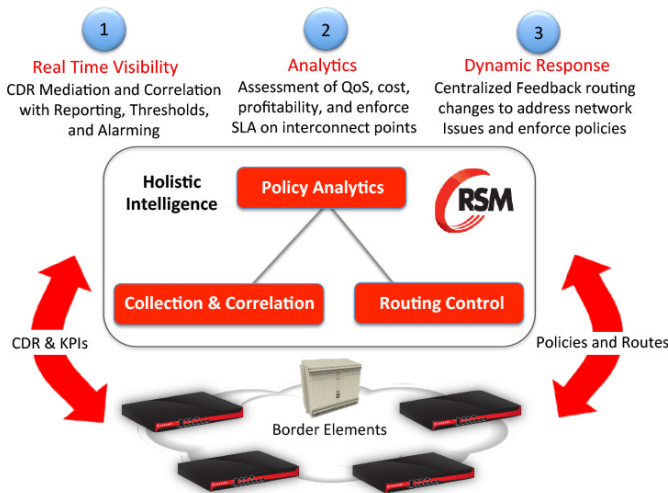 1
2
3
Real Time Visibility
CDR Mediation and Correlation
with Reporting, Thresholds,
and Alarming
Analytics
Assessment of QoS, cost,
profitability, and enforce
SLA on interconnect points
Dynamic Response
Centralized Feedback routing
changes to address network
Issues and enforce policies
Holistic
Intelligence
Policy Analytics
RSM
Collection & Correlation
Routing Control
CDR & KPIs
Policies and Routes
Border Elements